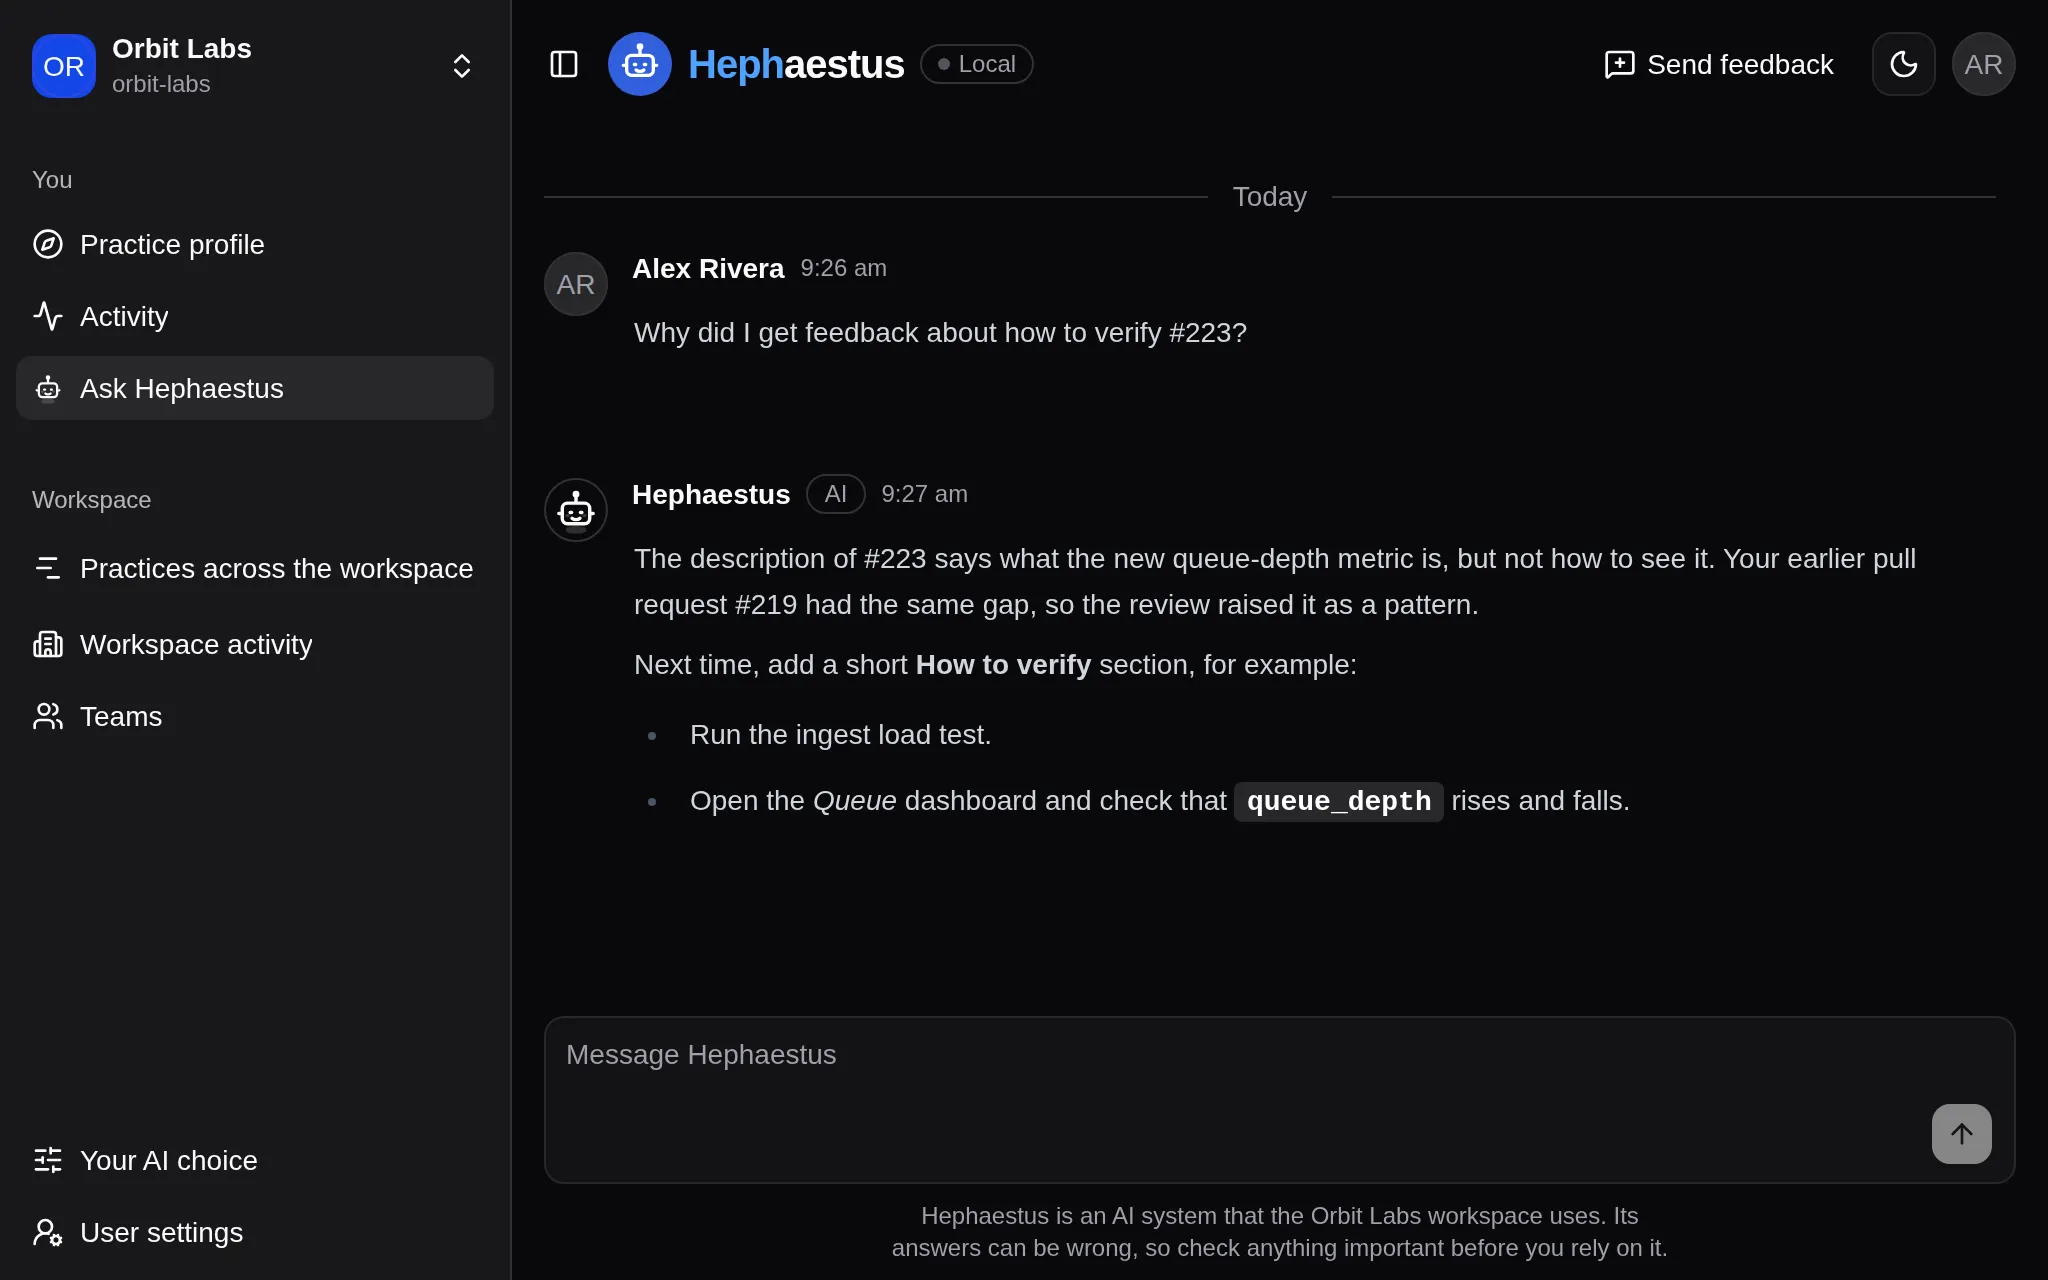 OR
Orbit Labs
orbit-labs
You
Practice profile
Activity
Ask Hephaestus
Workspace
Practices across the workspace
Workspace activity
Teams
Your AI choice
User settings
Hephaestus
Local
Send feedback
AR
Today
AR
Alex Rivera 9:26 am
Why did I get feedback about how to verify #223?
Hephaestus AI 9:27 am
The description of #223 says what the new queue-depth metric is, but not how to see it. Your earlier pull
request #219 had the same gap, so the review raised it as a pattern.
Next time, add a short How to verify section, for example:
Run the ingest load test.
Open the Queue dashboard and check that queue_depth rises and falls.
Message Hephaestus
Hephaestus is an AI system that the Orbit Labs workspace uses. Its
answers can be wrong, so check anything important before you rely on it.